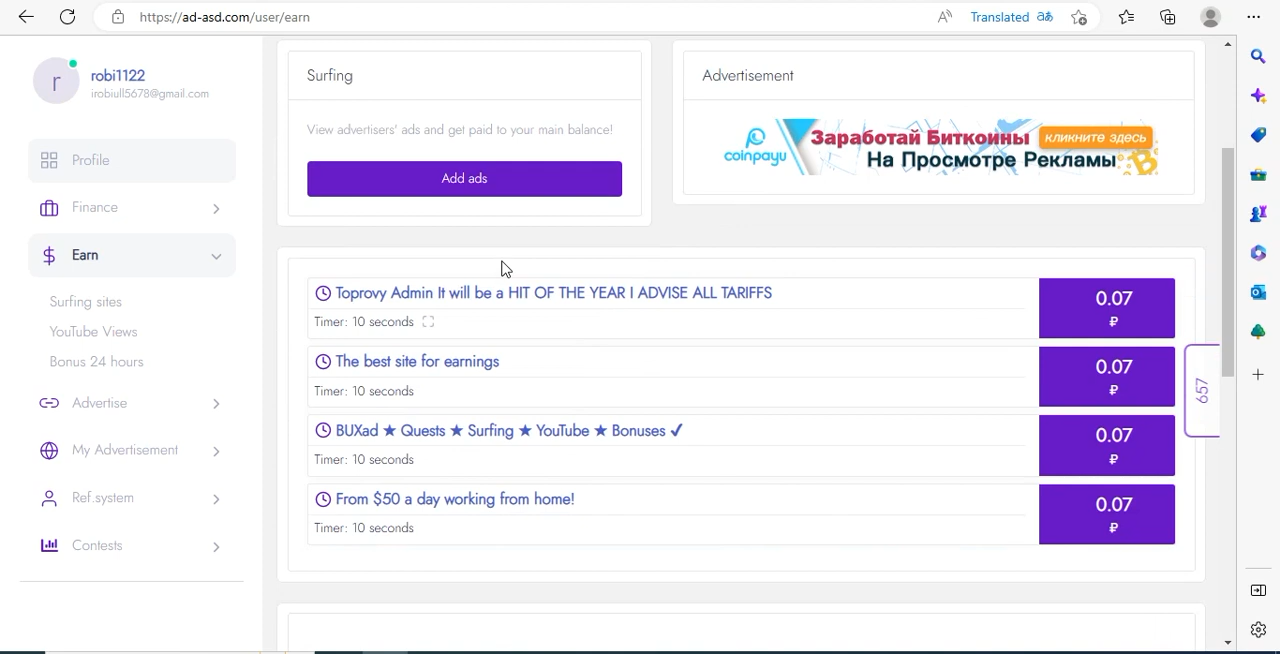 https://ad-asd.com/user/earn
Translated
r
robi1122
irobiull5678@gmail.com
Profile
Finance
Earn
Surfing sites
YouTube Views
Bonus 24 hours
Advertise
My Advertisement
Ref.system
Contests
Surfing
View advertisers' ads and get paid to your main balance!
Add ads
Advertisement
coinpayu
Заработай Биткоины
кликните здесь
На Просмотре Рекламы
Toprovy Admin It will be a HIT OF THE YEAR I ADVISE ALL TARIFFS
Timer: 10 seconds
0.07
₽
The best site for earnings
Timer: 10 seconds
0.07
₽
BUXad ★ Quests ★ Surfing ★ YouTube ★ Bonuses ✔
Timer: 10 seconds
0.07
₽
From $50 a day working from home!
Timer: 10 seconds
0.07
₽
657